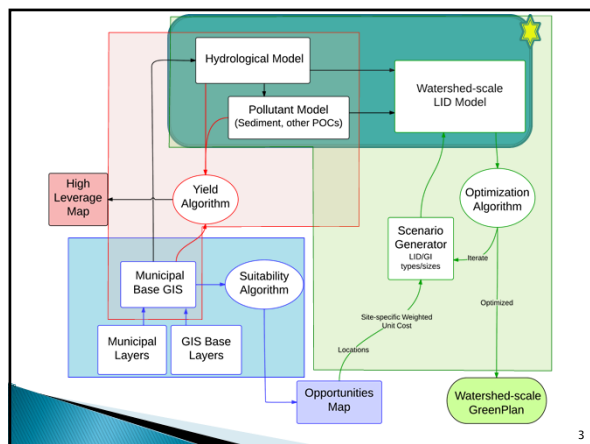 Hydrological Model
Watershed-scale
LID Model
Pollutant Model
(Sediment, other POCs)
High
Leverage
Map
Yield
Algorithm
Optimization
Algorithm
Scenario
Generator
LID/GI
types/sizes
Iterate
Municipal
Base GIS
Suitability
Algorithm
Optimized
Site-specific Weighted
Unit Cost
Municipal
Layers
GIS Base
Layers
Locations
Opportunities
Map
Watershed-scale
GreenPlan
3